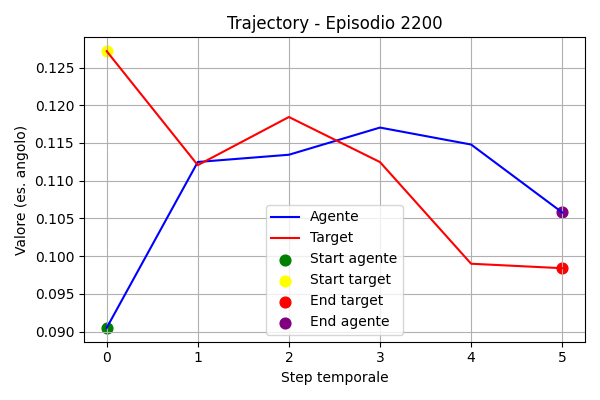 Trajectory - Episodio 2200
Valore (es. angolo)
0.125
0.120
0.115
0.110
0.105
0.100
0.095
0.090
Agente
Target
Start agente
Start target
End target
End agente
0 1 2 3 4 5
Step temporale